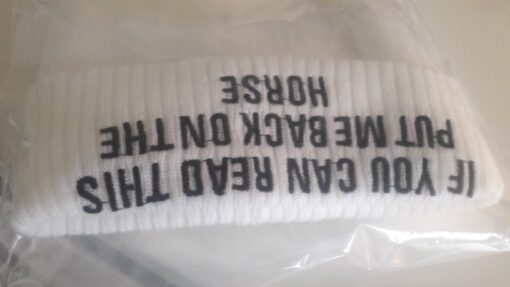 IF YOU CAN READ THIS
PUT ME BACK ON THE
HORSE